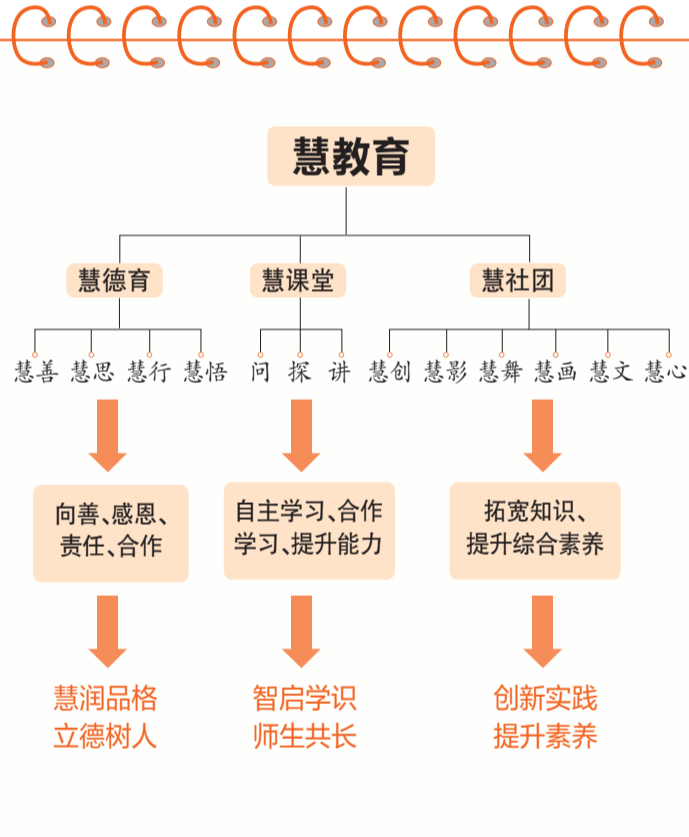 慧教育
慧德育 慧课堂 慧社团
慧善 慧思 慧行 慧悟 问 探 讲 慧创 慧影 慧舞 慧画 慧文 慧心
向善、感恩、
责任、合作
自主学习、合作
学习、提升能力
拓宽知识、
提升综合素养
慧润品格
立德树人
智启学识
师生共长
创新实践
提升素养